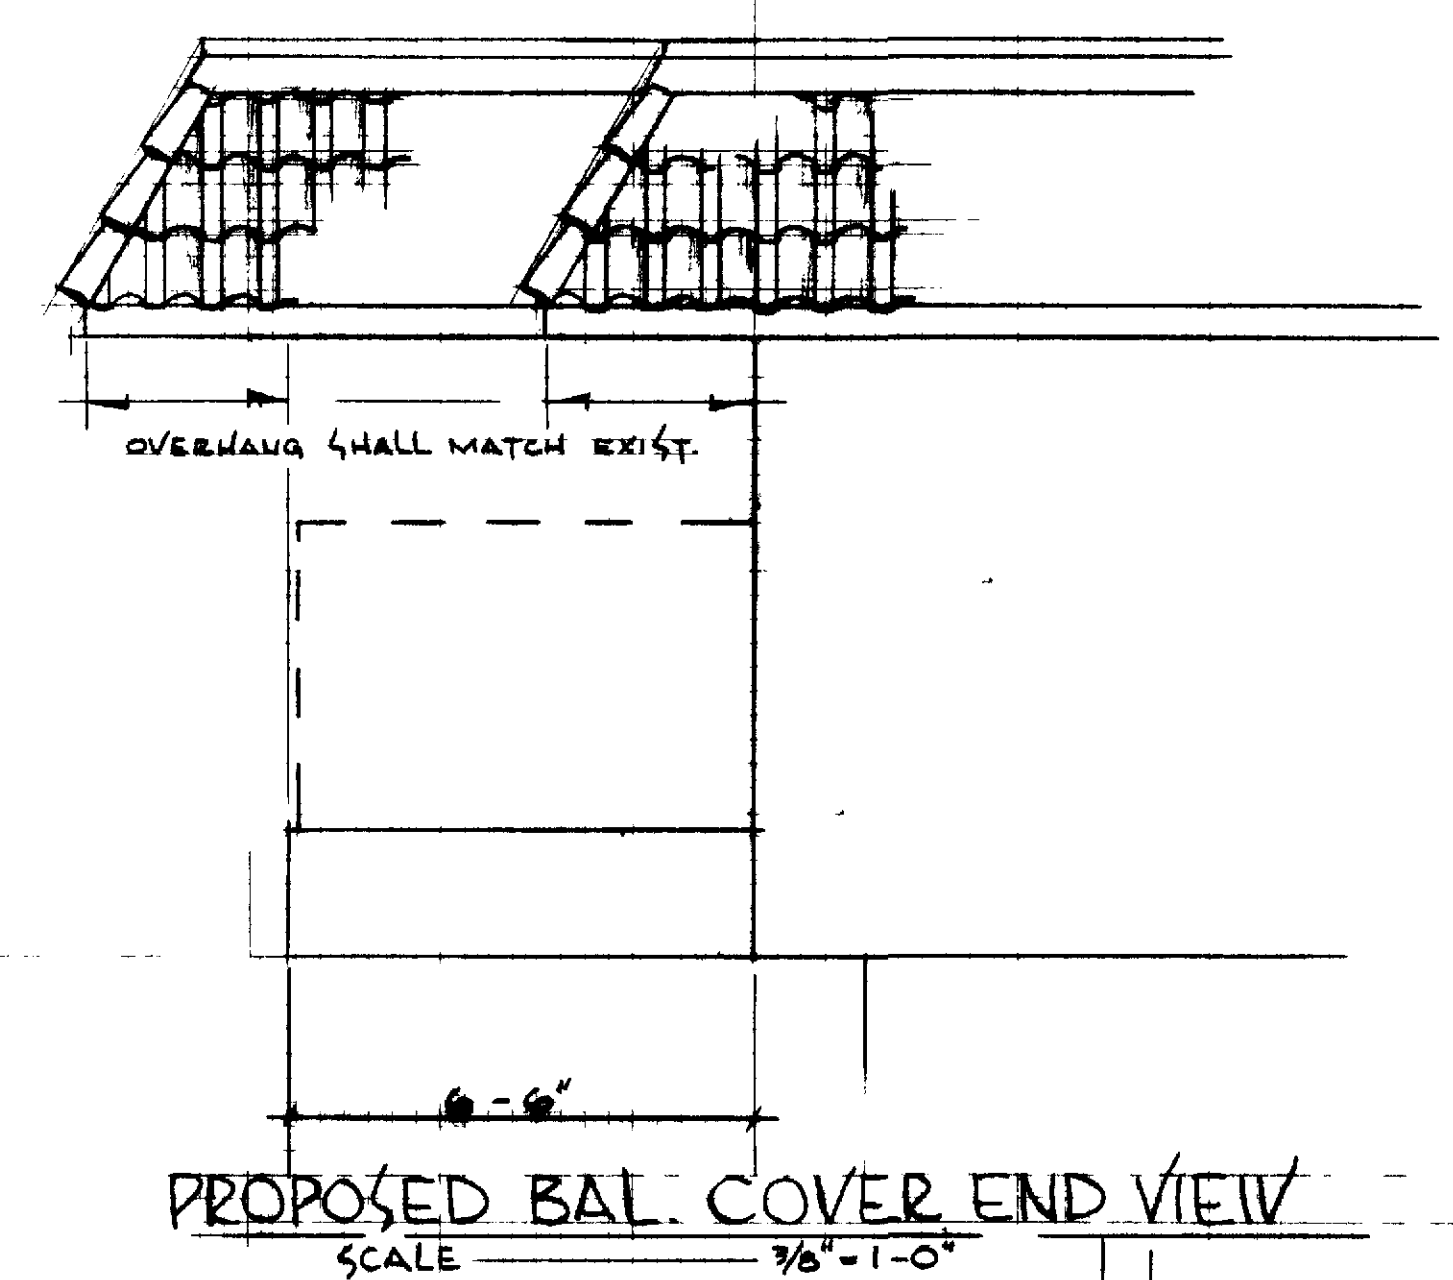 OVERHANG SHALL MATCH EXIST.
6 - 6"
PROPOSED BAL. COVER END VIEW
SCALE 3/8" = 1-0"